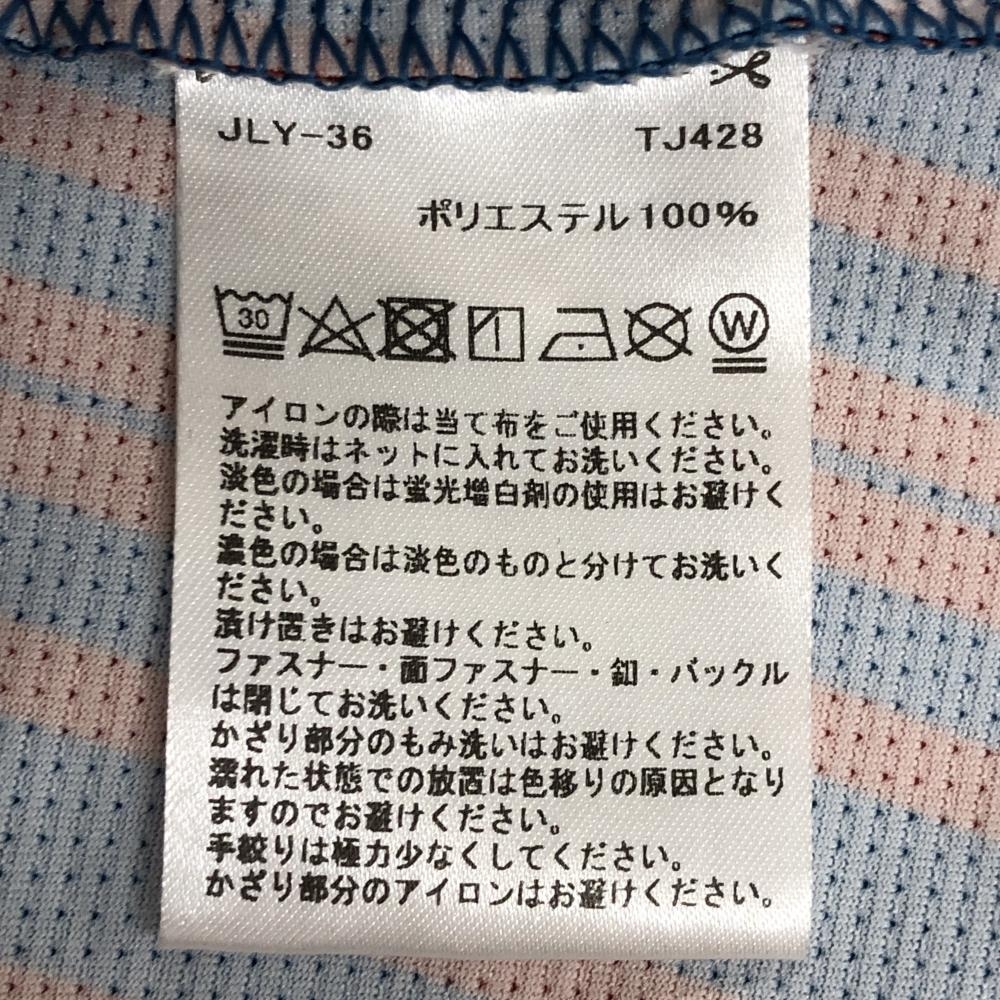 JLY-36 TJ428
ポリエステル100%
30 W
アイロンの際は当て布をご使用ください。
洗濯時はネットに入れてお洗いください。
淡色の場合は蛍光増白剤の使用はお避けく
ださい。
濃色の場合は淡色のものと分けてお洗いく
ださい。
漬け置きはお避けください。
ファスナー・面ファスナー・釦・バックル
は閉じてお洗いください。
かざり部分のもみ洗いはお避けください。
濡れた状態での放置は色移りの原因となり
ますのでお避けください。
手絞りは極力少なくしてください。
かざり部分のアイロンはお避けください。